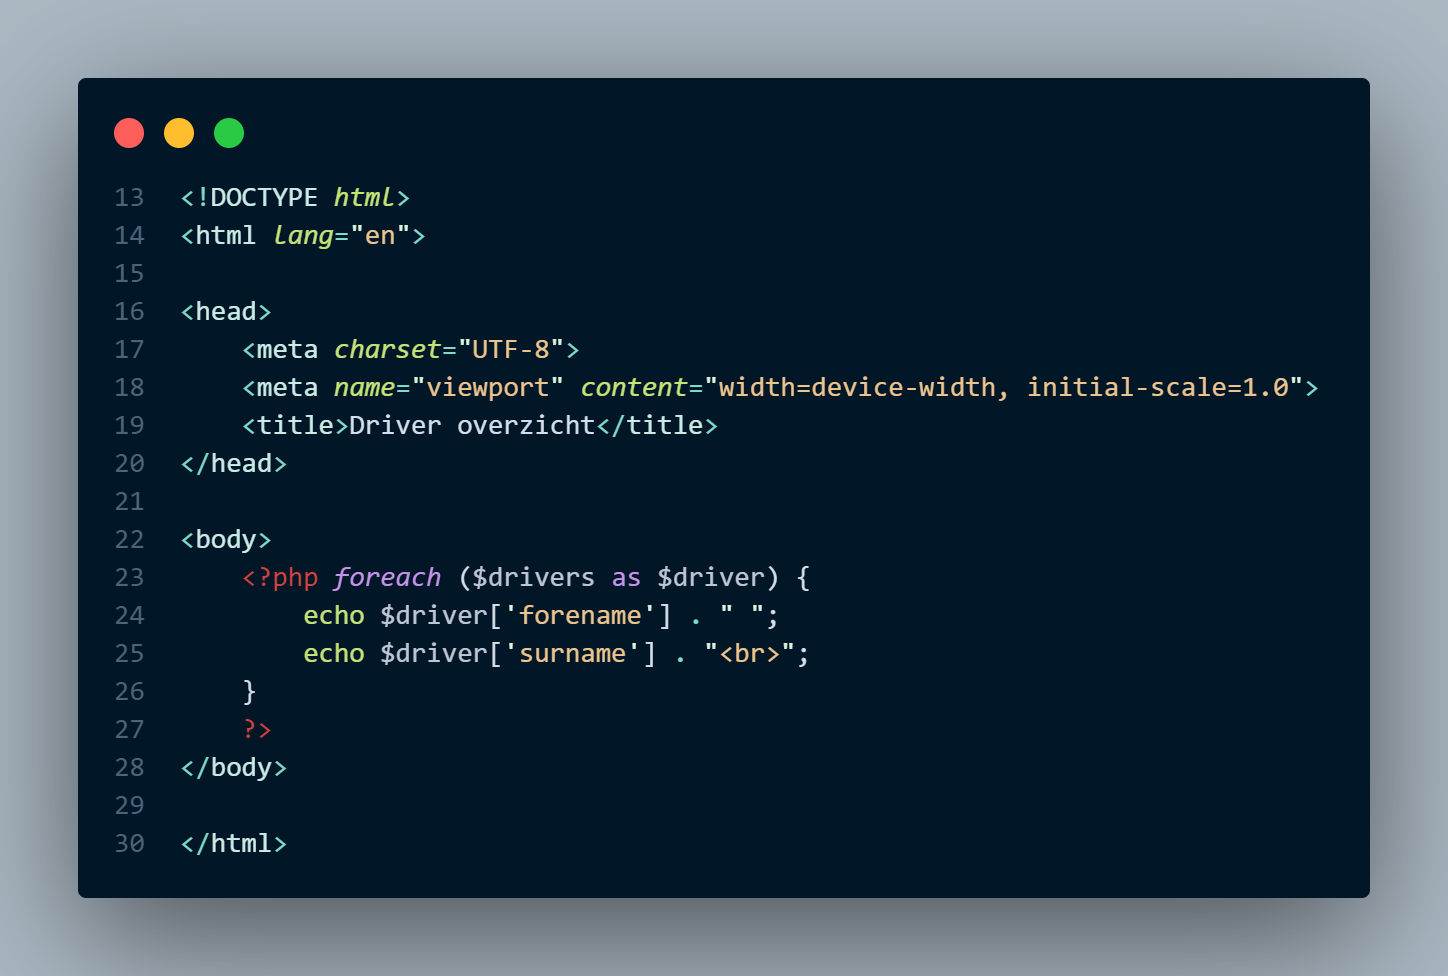 13 <!DOCTYPE html>
14 <html lang="en">
15
16 <head>
17     <meta charset="UTF-8">
18     <meta name="viewport" content="width=device-width, initial-scale=1.0">
19     <title>Driver overzicht</title>
20 </head>
21
22 <body>
23     <?php foreach ($drivers as $driver) {
24         echo $driver['forename'] . " ";
25         echo $driver['surname'] . "<br>";
26     }
27     ?>
28 </body>
29
30 </html>